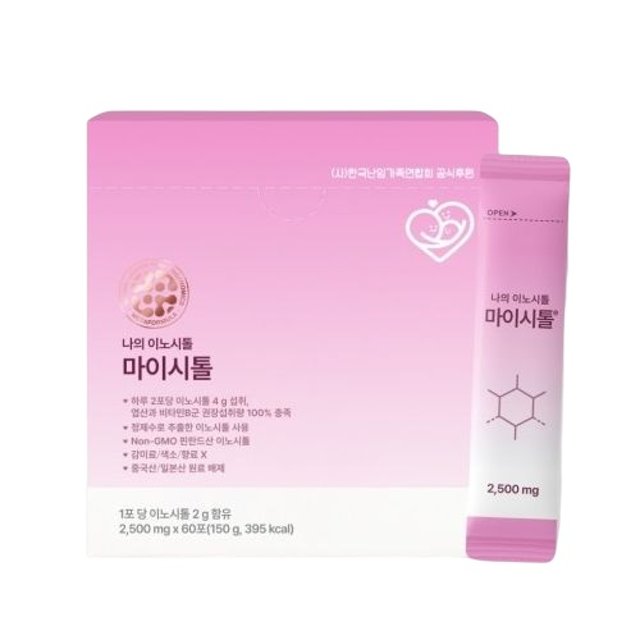 (사)한국난임가족연합회 공식후원
나의 이노시톨
마이시톨
• 하루 2포당 이노시톨 4 g 섭취,
엽산과 비타민B군 권장섭취량 100% 충족
• 정제수로 추출한 이노시톨 사용
• Non-GMO 핀란드산 이노시톨
• 감미료/색소/향료 X
• 중국산/일본산 원료 배제
1포 당 이노시톨 2 g 함유
2,500 mg x 60포(150 g, 395 kcal)
OPEN
나의 이노시톨
마이시톨®
2,500 mg